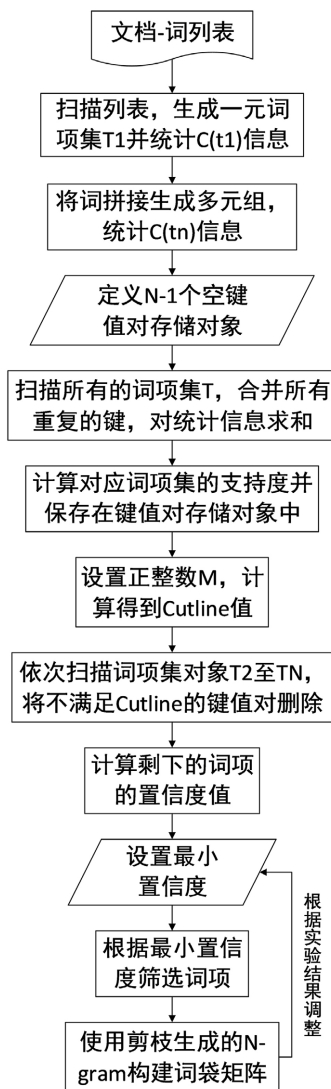 文档-词列表
扫描列表，生成一元词
项集T1并统计C(t1)信息
将词拼接生成多元组，
统计C(tn)信息
定义N-1个空键
值对存储对象
扫描所有的词项集T，合并所有
重复的键，对统计信息求和
计算对应词项集的支持度并
保存在键值对存储对象中
设置正整数M，计
算得到Cutline值
依次扫描词项集对象T2至TN，
将不满足Cutline的键值对删除
计算剩下的词项
的置信度值
设置最小
置信度
根据最小置信
度筛选词项
使用剪枝生成的N-
gram构建词袋矩阵
根据实验结果调整